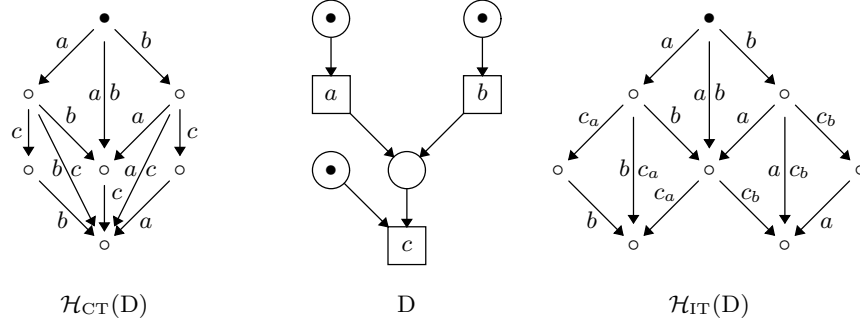 a b
a b
c b a c
b c a c
c
b a
H_CT(D)
a b
c
D
a b
a b
c_a b a c_b
b c_a a c_b
b c_a c_b a
H_IT(D)